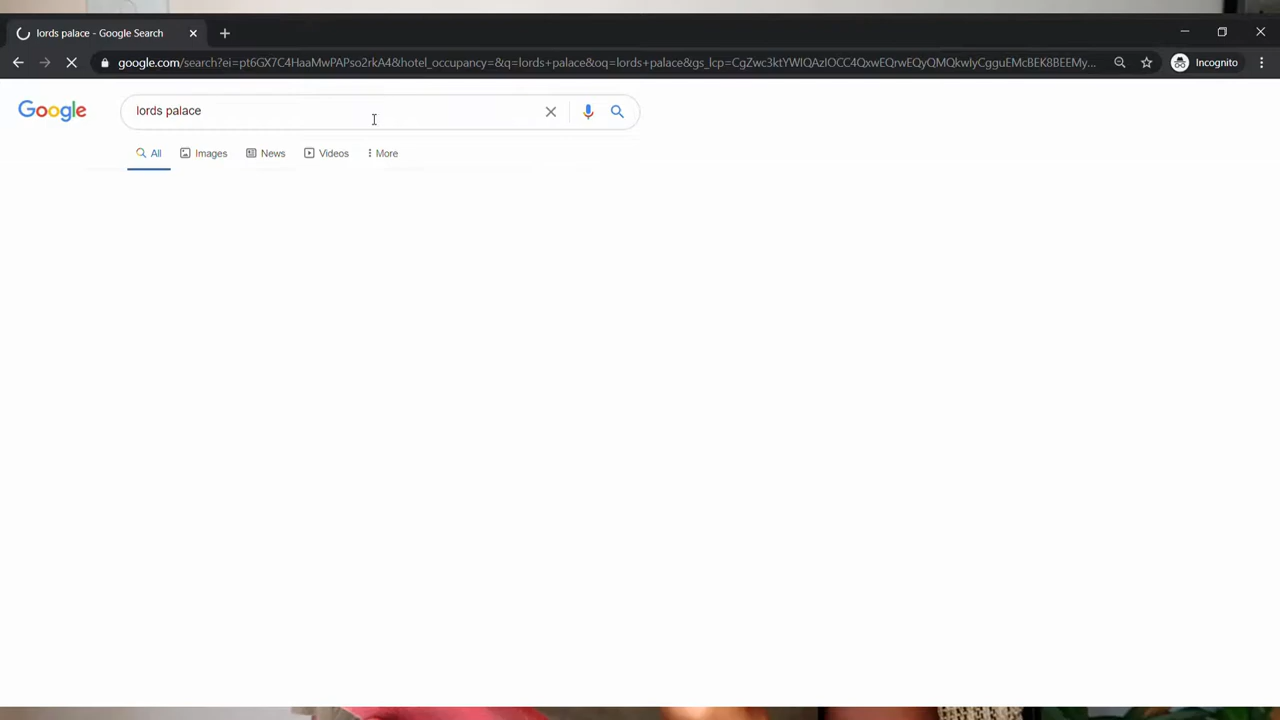 lords palace - Google Search
google.com/search?ei=pt6GX7C4HaaMwPAPso2rkA4&hotel_occupancy=&q=lords+palace&oq=lords+palace&gs_lcp=CgZwc3ktYWIQAzIOCC4QxwEQrwEQyQMQkwIyCgguEMcBEK8BEEMy...
Incognito
Google
lords palace
All
Images
News
Videos
More